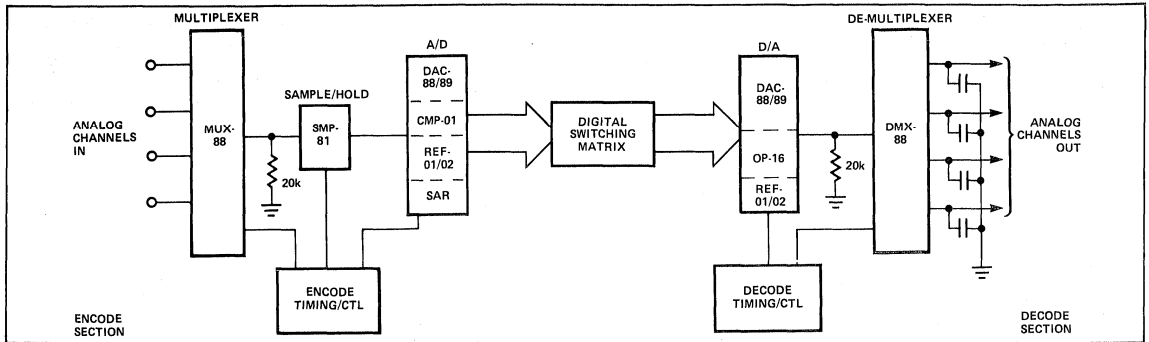 MULTIPLEXER
DE-MULTIPLEXER
A/D
D/A
SAMPLE/HOLD
ANALOG
CHANNELS
IN
MUX-
88
20k
SMP-
81
DAC-
88/89
CMP-01
REF-
01/02
SAR
DIGITAL
SWITCHING
MATRIX
DAC-
88/89
OP-16
REF-
01/02
20k
DMX-
88
ANALOG
CHANNELS
OUT
ENCODE
TIMING/CTL
DECODE
TIMING/CTL
ENCODE
SECTION
DECODE
SECTION